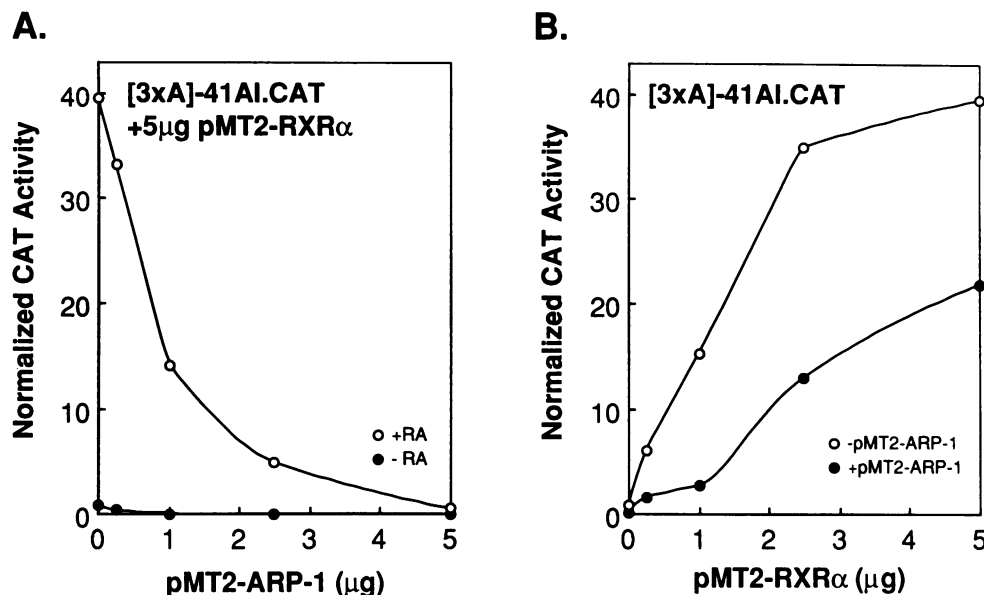 A.
[3xA]-41AI.CAT
+5μg pMT2-RXRα
Normalized CAT Activity
40
30
20
10
0
+RA
- RA
0 1 2 3 4 5
pMT2-ARP-1 (μg)
B.
[3xA]-41AI.CAT
Normalized CAT Activity
40
30
20
10
0
-pMT2-ARP-1
+pMT2-ARP-1
0 1 2 3 4 5
pMT2-RXRα (μg)